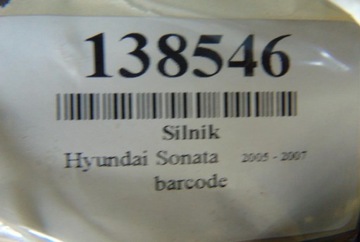 138546
Silnik
Hyundai Sonata 2005 - 2007
barcode